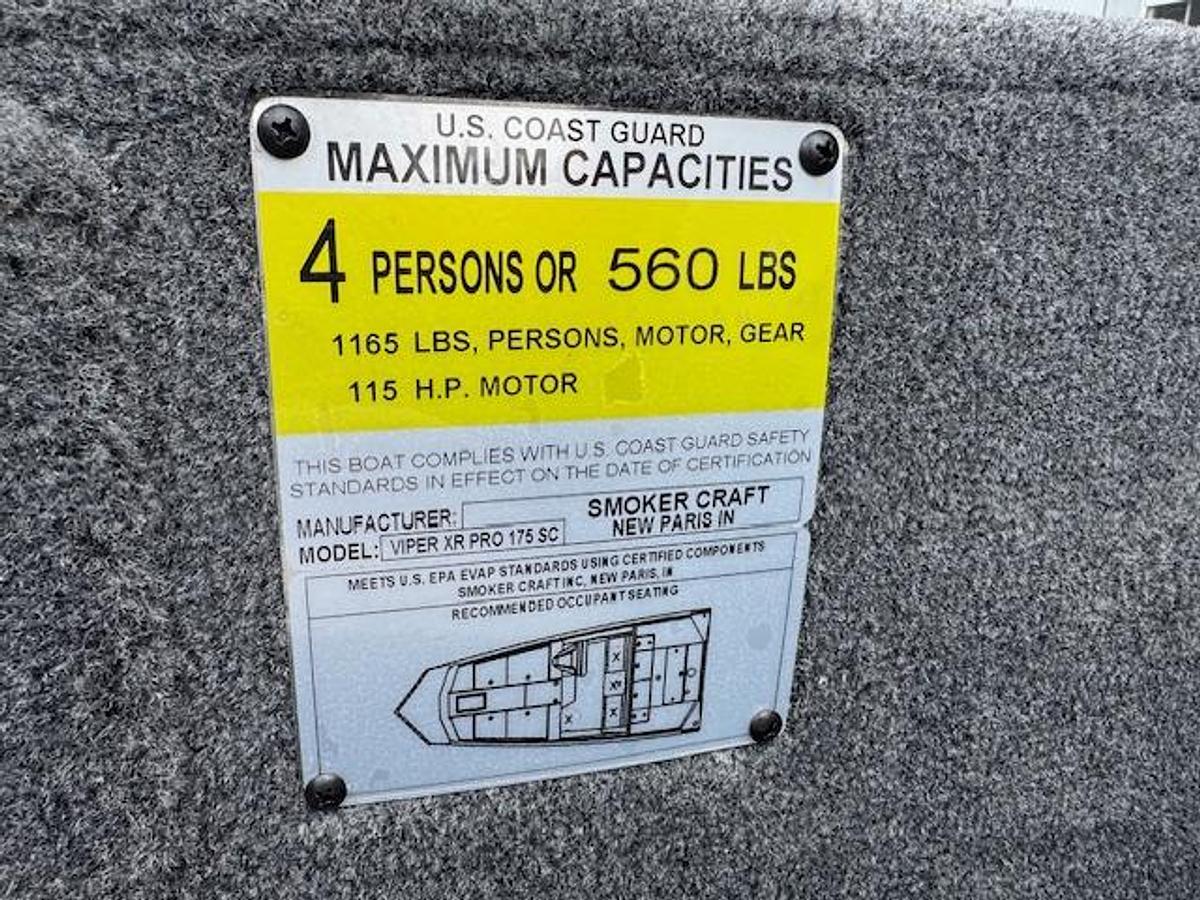 U.S. COAST GUARD
MAXIMUM CAPACITIES
4 PERSONS OR 560 LBS
1165 LBS, PERSONS, MOTOR, GEAR
115 H.P. MOTOR
THIS BOAT COMPLIES WITH U.S. COAST GUARD SAFETY
STANDARDS IN EFFECT ON THE DATE OF CERTIFICATION
MANUFACTURER: SMOKER CRAFT
NEW PARIS IN
MODEL: VIPER XR PRO 175 SC
MEETS U.S. EPA EVAP STANDARDS USING CERTIFIED COMPONENTS
SMOKER CRAFT INC, NEW PARIS, IN
RECOMMENDED OCCUPANT SEATING
X
X
X
X